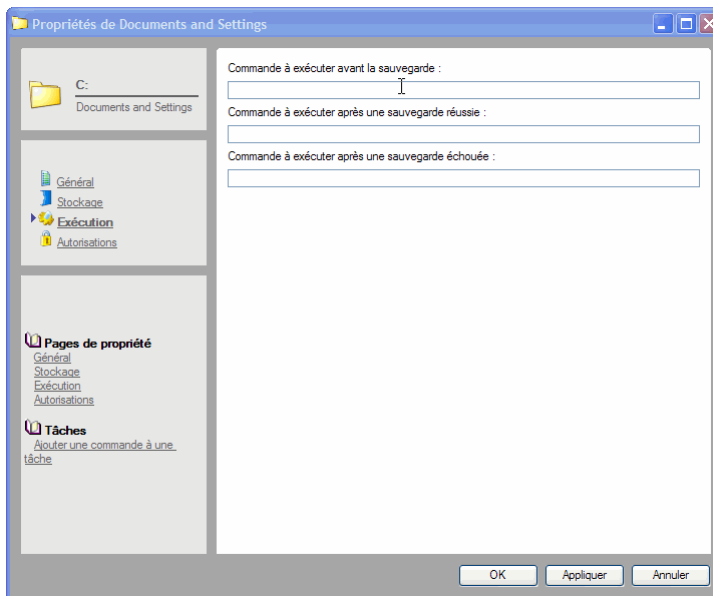 Propriétés de Documents and Settings
C:
Documents and Settings
Général
Stockage
Exécution
Autorisations
Pages de propriété
Général
Stockage
Exécution
Autorisations
Tâches
Ajouter une commande à une
tâche
Commande à exécuter avant la sauvegarde :
Commande à exécuter après une sauvegarde réussie :
Commande à exécuter après une sauvegarde échouée :
OK
Appliquer
Annuler